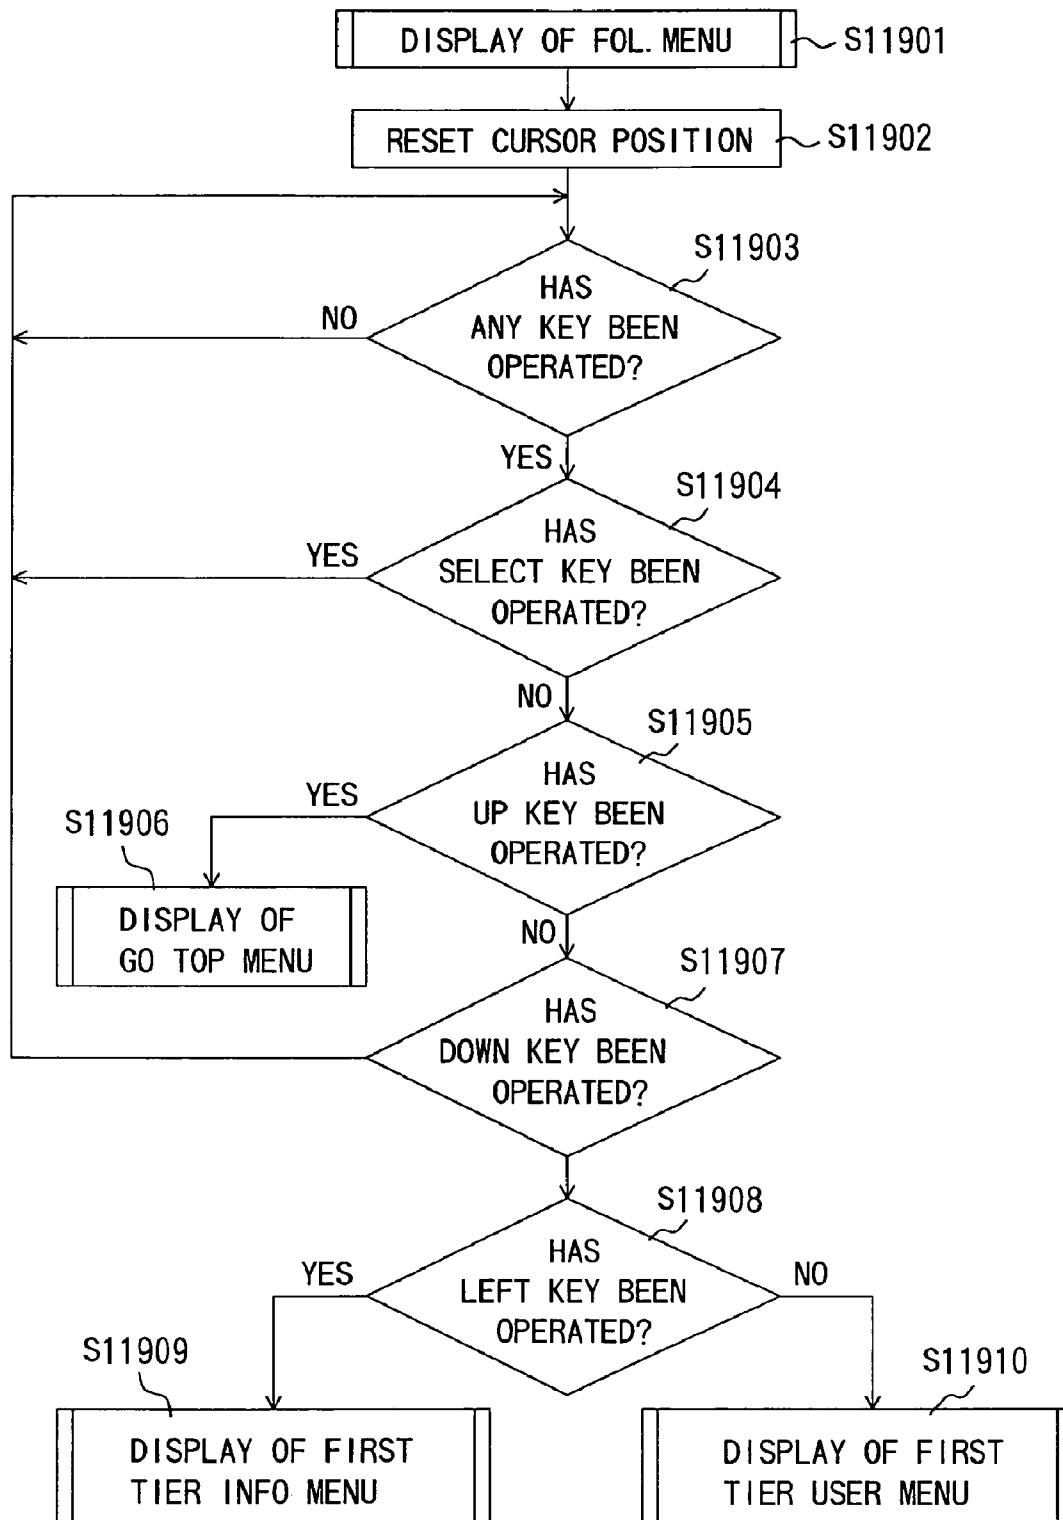 DISPLAY OF FOL. MENU
S11901
RESET CURSOR POSITION
S11902
S11903
HAS
ANY KEY BEEN
OPERATED?
NO
YES
S11904
HAS
SELECT KEY BEEN
OPERATED?
YES
NO
S11905
HAS
UP KEY BEEN
OPERATED?
YES
S11906
DISPLAY OF
GO TOP MENU
NO
S11907
HAS
DOWN KEY BEEN
OPERATED?
S11908
HAS
LEFT KEY BEEN
OPERATED?
YES
NO
S11909
DISPLAY OF FIRST
TIER INFO MENU
S11910
DISPLAY OF FIRST
TIER USER MENU